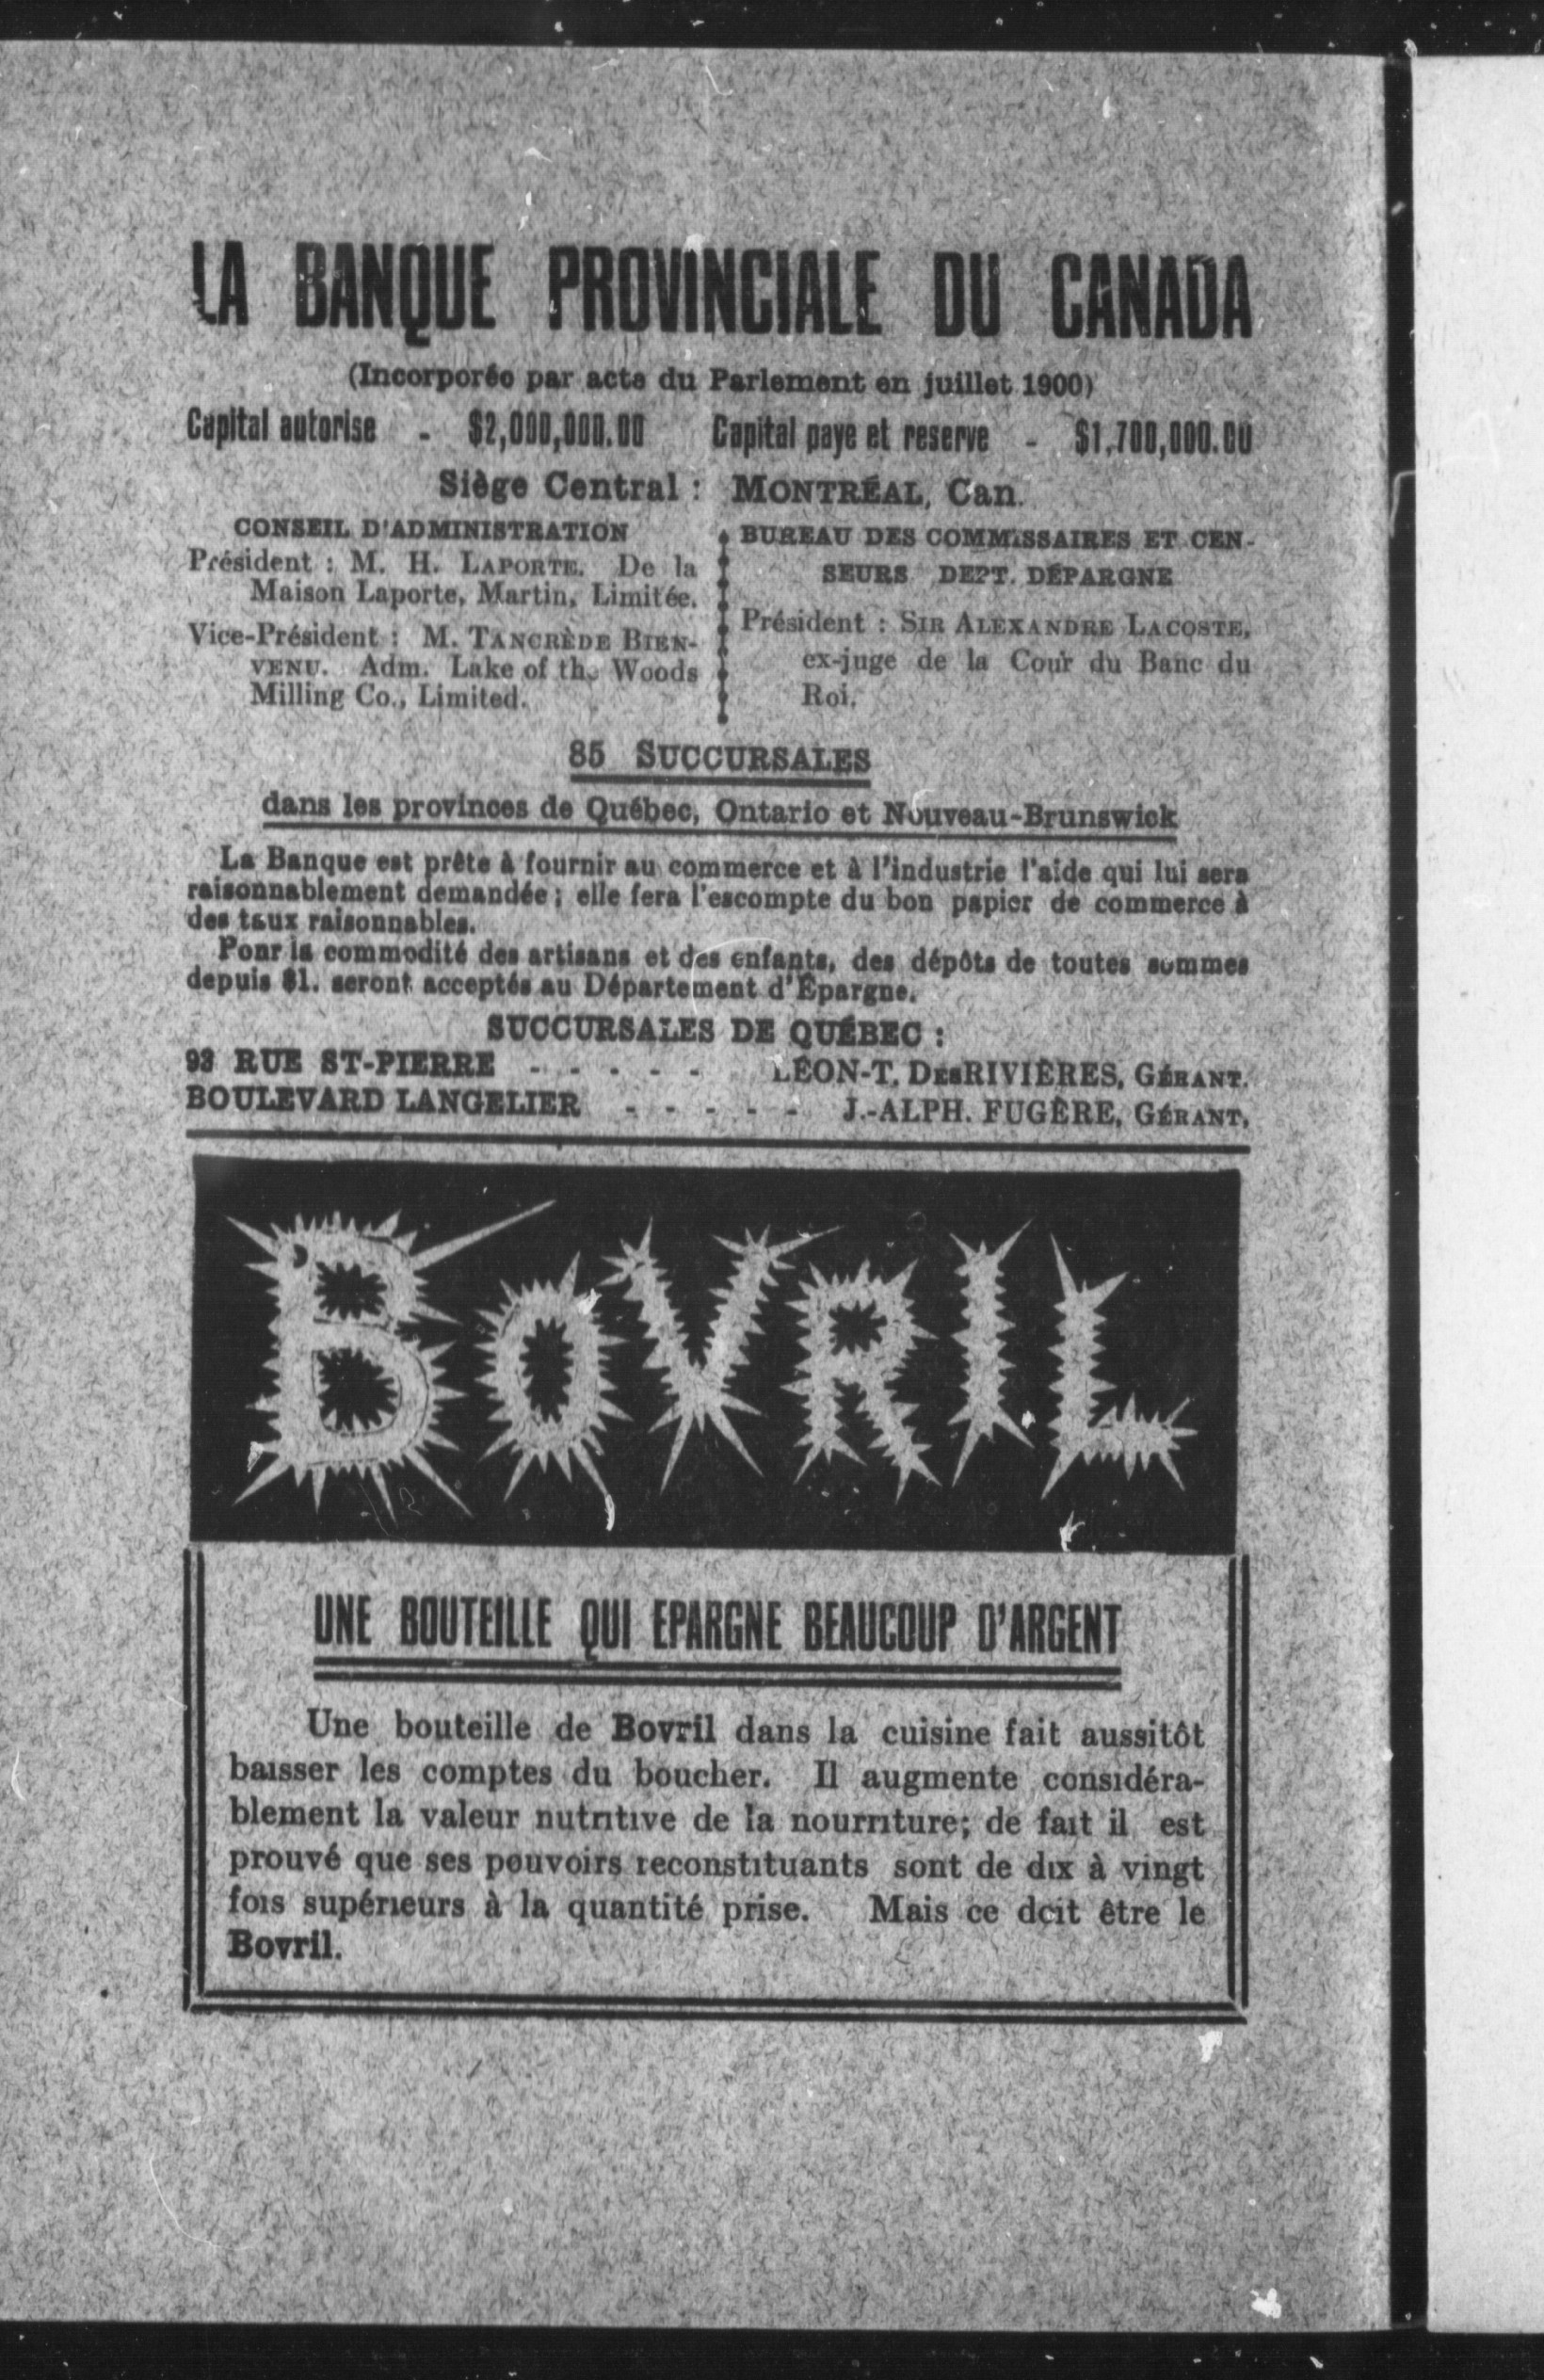 LA BANQUE PROVINCIALE DU CANADA
(Incorporée par acte du Parlement en juillet 1900)
Capital autorise - $2,000,000.00 Capital paye et reserve - $1,700,000.00
Siège Central : MONTRÉAL, Can.
CONSEIL D'ADMINISTRATION
Président : M. H. LAPORTE. De la
Maison Laporte, Martin, Limitée.
Vice-Président : M. TANCRÈDE BIEN-
VENU. Adm. Lake of the Woods
Milling Co., Limited.
BUREAU DES COMMISSAIRES ET CEN-
SEURS DEPT. DÉPARGNE
Président : SIR ALEXANDRE LACOSTE,
ex-juge de la Cour du Banc du
Roi.
85 SUCCURSALES
dans les provinces de Québec, Ontario et Nouveau-Brunswick
La Banque est prête à fournir au commerce et à l'industrie l'aide qui lui sera
raisonnablement demandée ; elle fera l'escompte du bon papier de commerce à
des taux raisonnables.
Ponr la commodité des artisans et des enfants, des dépôts de toutes sommes
depuis $1. seront acceptés au Département d'Épargne.
SUCCURSALES DE QUÉBEC :
93 RUE ST-PIERRE - - - - - LÉON-T. DESRIVIÈRES, GÉRANT.
BOULEVARD LANGELIER - - - - - J.-ALPH. FUGÈRE, GÉRANT,
BOVRIL
UNE BOUTEILLE QUI EPARGNE BEAUCOUP D'ARGENT
Une bouteille de Bovril dans la cuisine fait aussitôt
baisser les comptes du boucher. Il augmente considéra-
blement la valeur nutritive de la nourriture; de fait il est
prouvé que ses pouvoirs reconstituants sont de dix à vingt
fois supérieurs à la quantité prise. Mais ce doit être le
Bovril.